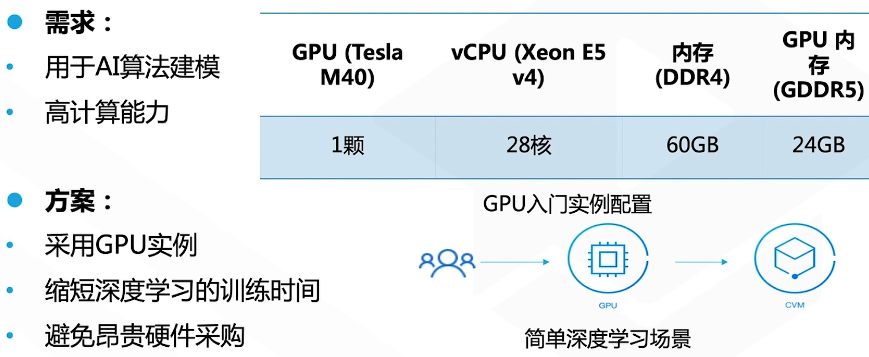 需求：
用于AI算法建模
高计算能力
GPU (Tesla
M40)
vCPU (Xeon E5
v4)
内存
(DDR4)
GPU 内
存
(GDDR5)
1颗
28核
60GB
24GB
GPU入门实例配置
方案：
采用GPU实例
缩短深度学习的训练时间
避免昂贵硬件采购
GPU
CVM
简单深度学习场景